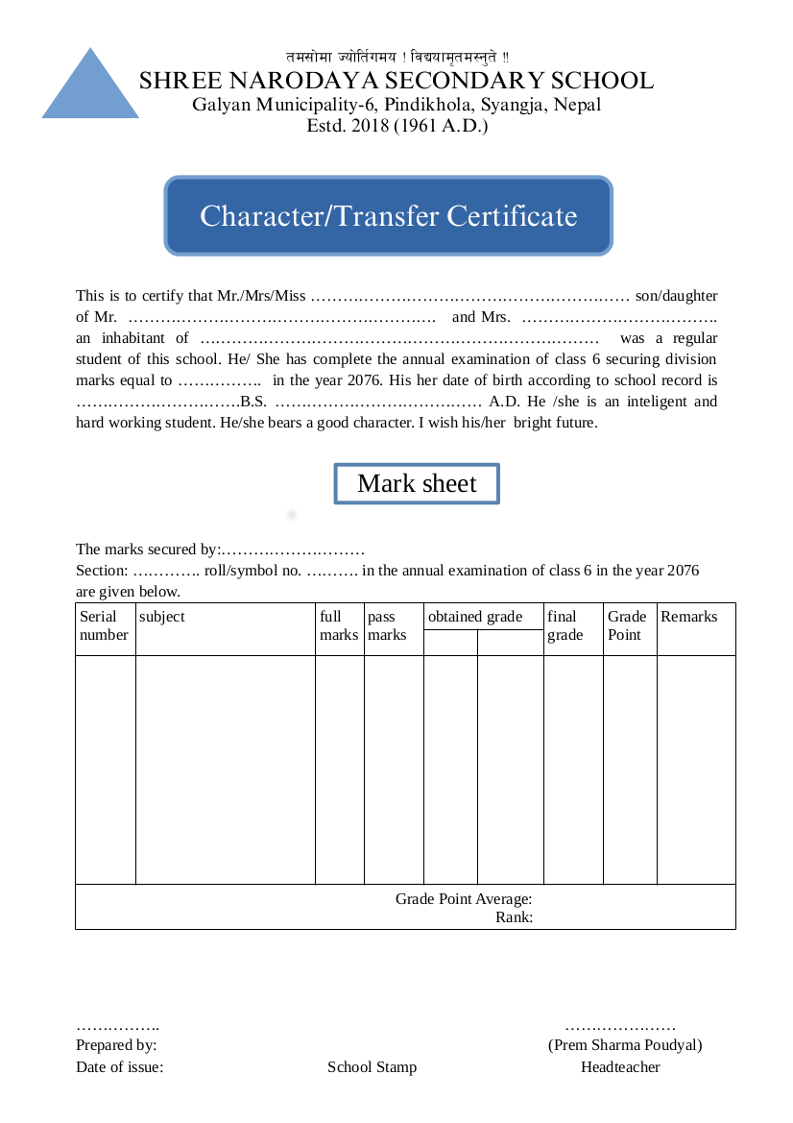 तमसोमा ज्योर्तिगमय ! विद्ययामृतमस्नुते !!
SHREE NARODAYA SECONDARY SCHOOL
Galyan Municipality-6, Pindikhola, Syangja, Nepal
Estd. 2018 (1961 A.D.)
Character/Transfer Certificate
This is to certify that Mr./Mrs/Miss …………………………………………………… son/daughter
of Mr. …………………………………………………. and Mrs. ……………………………….
an inhabitant of ………………………………………………………………… was a regular
student of this school. He/ She has complete the annual examination of class 6 securing division
marks equal to ……………. in the year 2076. His her date of birth according to school record is
………………………….B.S. ………………………………… A.D. He /she is an inteligent and
hard working student. He/she bears a good character. I wish his/her bright future.
Mark sheet
The marks secured by:………………………
Section: …………. roll/symbol no. ………. in the annual examination of class 6 in the year 2076
are given below.
Serial number subject full marks pass marks obtained grade final grade Grade Point Remarks
Grade Point Average:
Rank:
……………. …………………
Prepared by: (Prem Sharma Poudyal)
Date of issue: School Stamp Headteacher